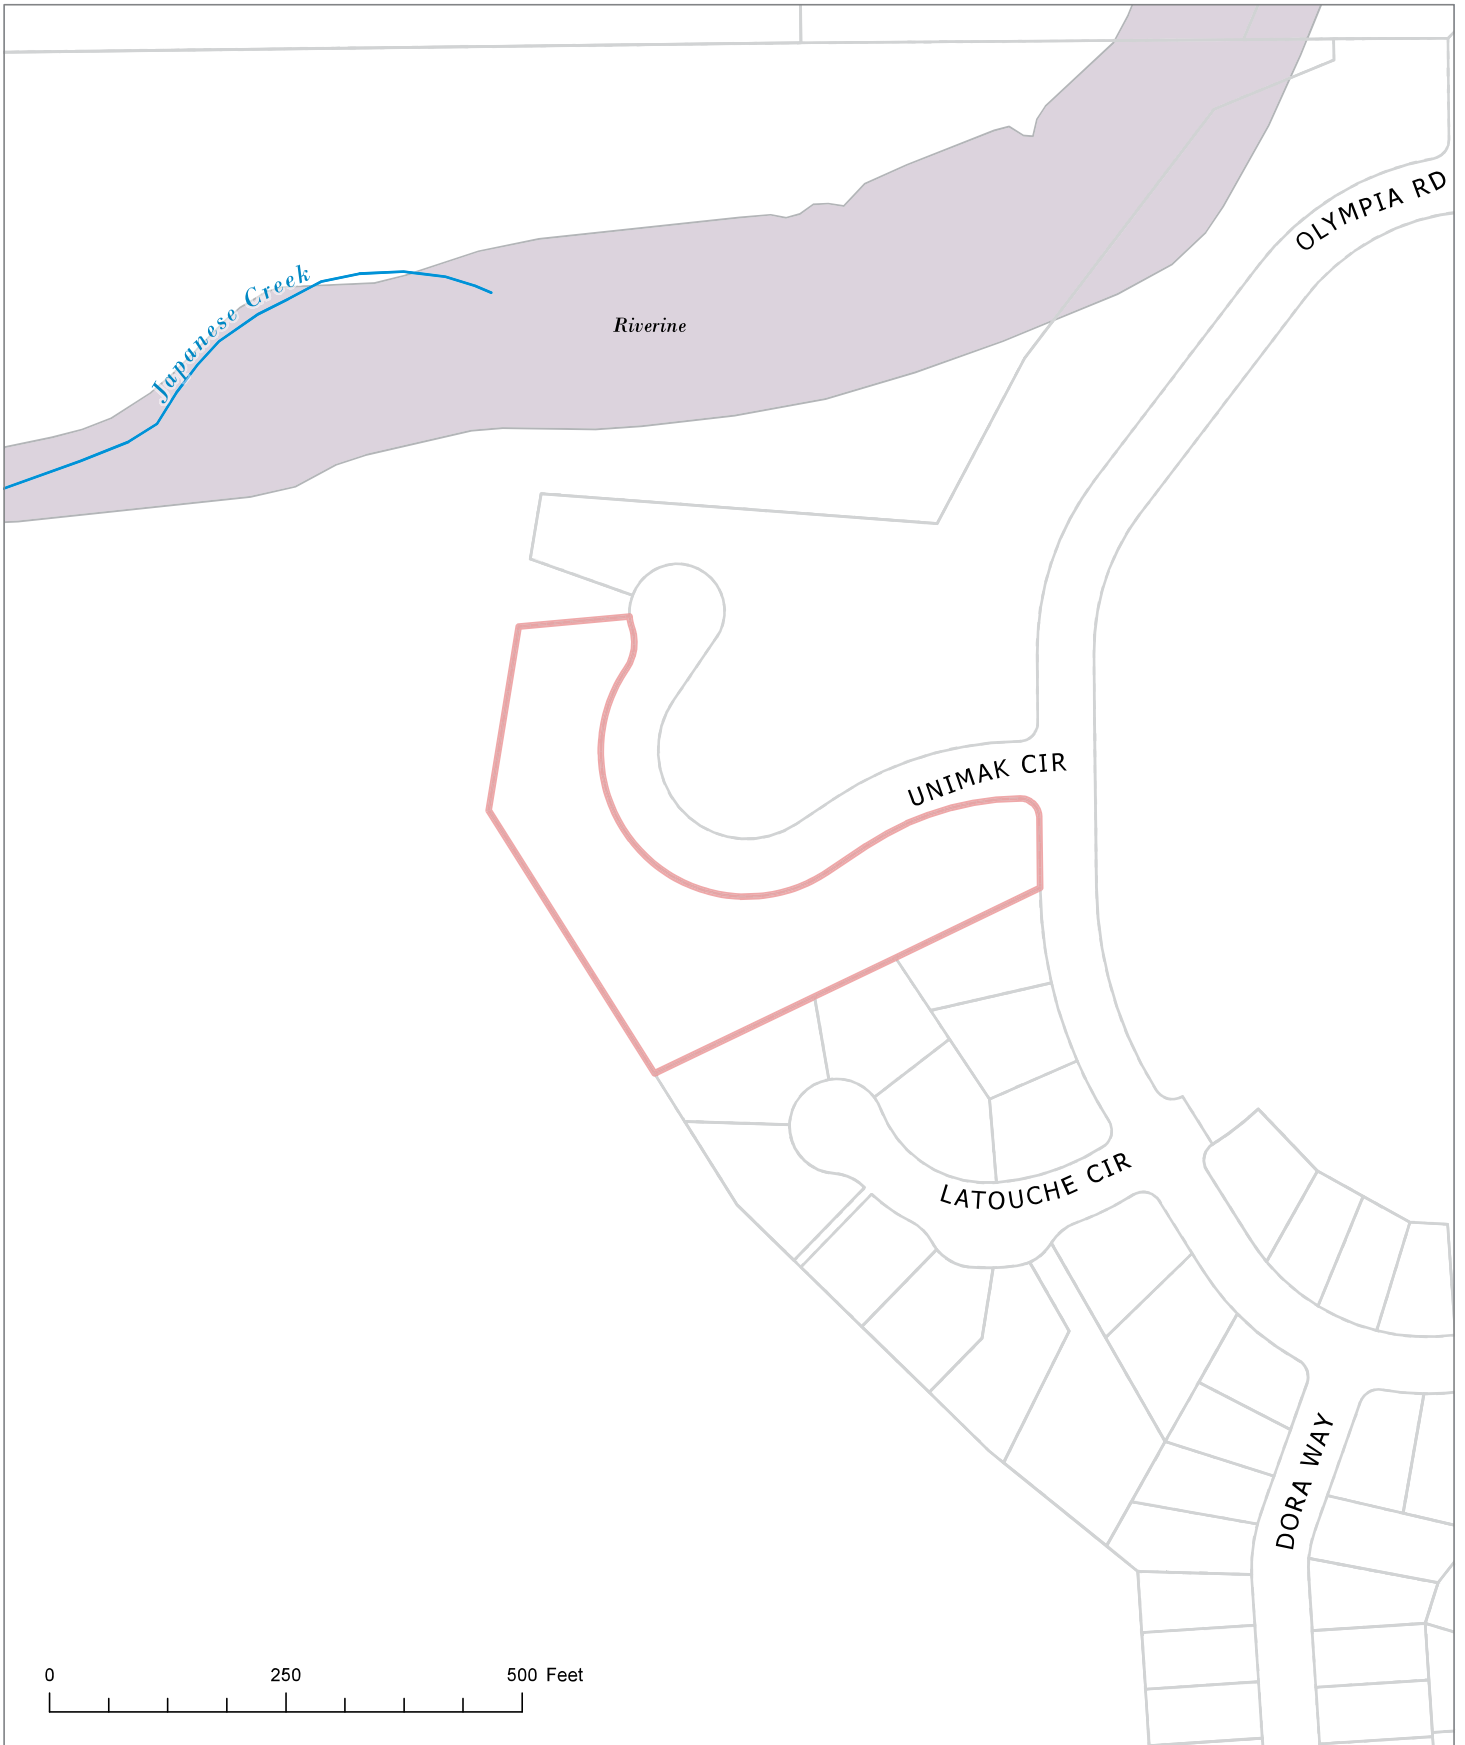 OLYMPIA RD
Japanese Creek
Riverine
UNIMAK CIR
LATOUCHE CIR
DORA WAY
0 250 500 Feet